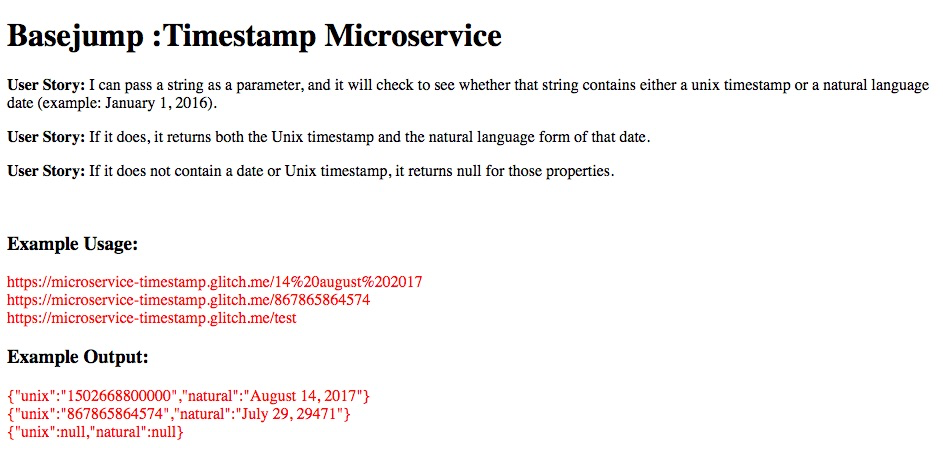 Basejump :Timestamp Microservice
User Story: I can pass a string as a parameter, and it will check to see whether that string contains either a unix timestamp or a natural language
date (example: January 1, 2016).
User Story: If it does, it returns both the Unix timestamp and the natural language form of that date.
User Story: If it does not contain a date or Unix timestamp, it returns null for those properties.
Example Usage:
https://microservice-timestamp.glitch.me/14%20august%202017
https://microservice-timestamp.glitch.me/867865864574
https://microservice-timestamp.glitch.me/test
Example Output:
{"unix":"1502668800000","natural":"August 14, 2017"}
{"unix":"867865864574","natural":"July 29, 29471"}
{"unix":null,"natural":null}